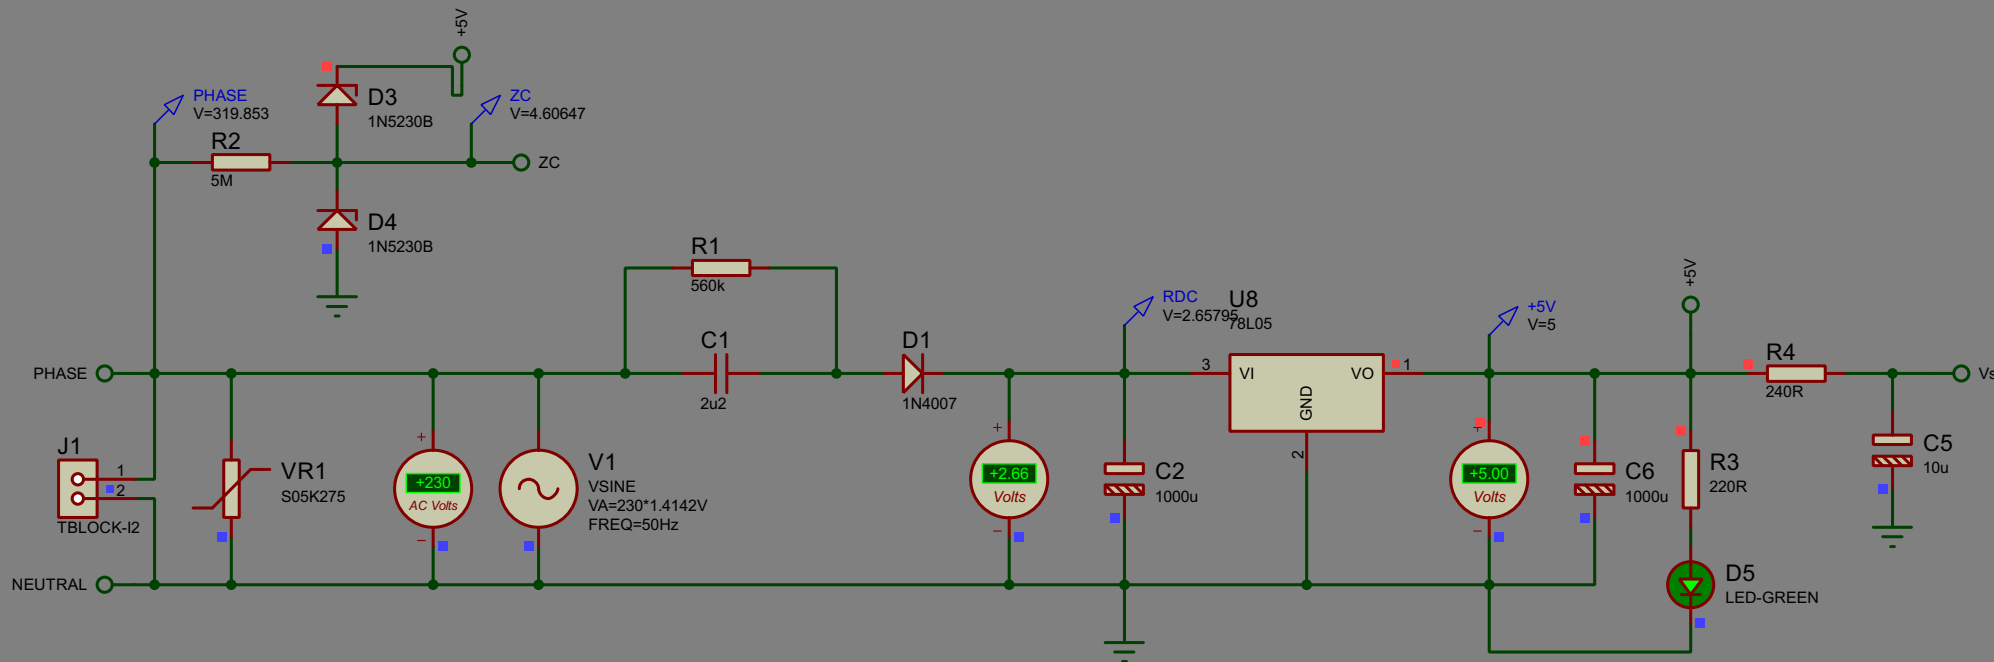 +5V
PHASE
V=319.853
D3
1N5230B
ZC
V=4.60647
R2
5M
ZC
D4
1N5230B
R1
560k
C1
2u2
D1
1N4007
RDC
V=2.65795
U8
78L05
3
VI
VO
1
GND
2
+5V
V=5
+5V
R4
240R
Vs
PHASE
J1
1
2
TBLOCK-I2
VR1
S05K275
+
+230
AC Volts
−
V1
VSINE
VA=230*1.4142V
FREQ=50Hz
+
+2.66
Volts
−
C2
1000u
+
+5.00
Volts
−
C6
1000u
R3
220R
C5
10u
D5
LED-GREEN
NEUTRAL